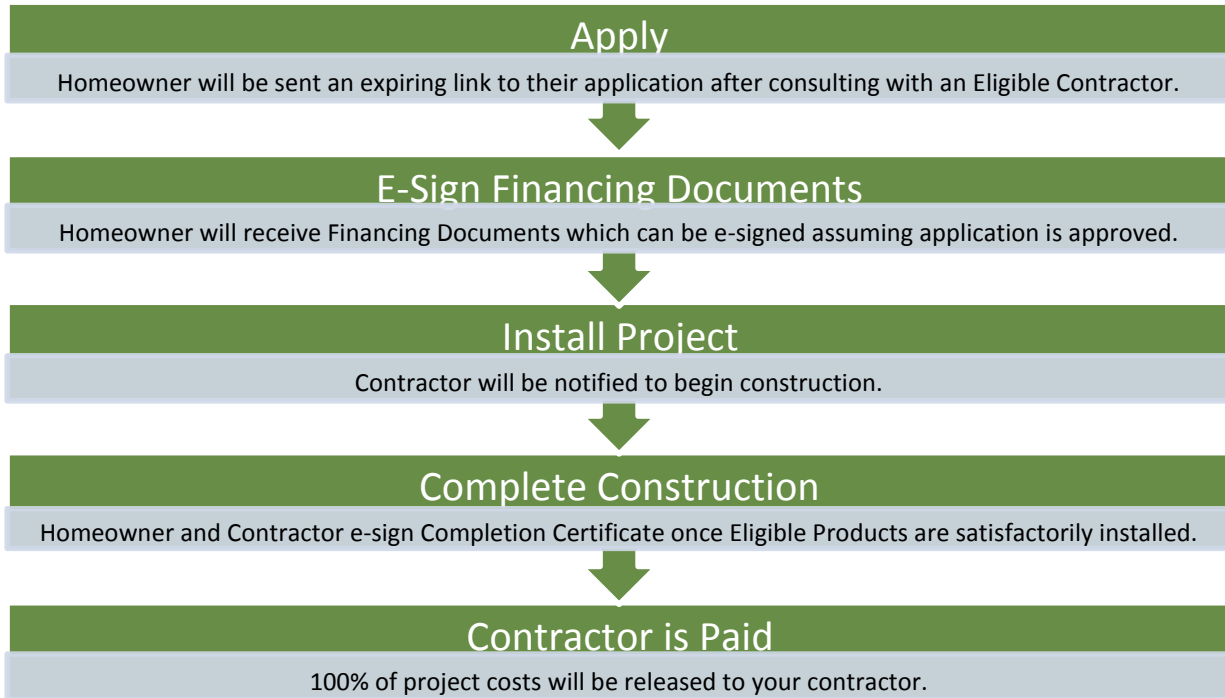 Apply
Homeowner will be sent an expiring link to their application after consulting with an Eligible Contractor.
E-Sign Financing Documents
Homeowner will receive Financing Documents which can be e-signed assuming application is approved.
Install Project
Contractor will be notified to begin construction.
Complete Construction
Homeowner and Contractor e-sign Completion Certificate once Eligible Products are satisfactorily installed.
Contractor is Paid
100% of project costs will be released to your contractor.